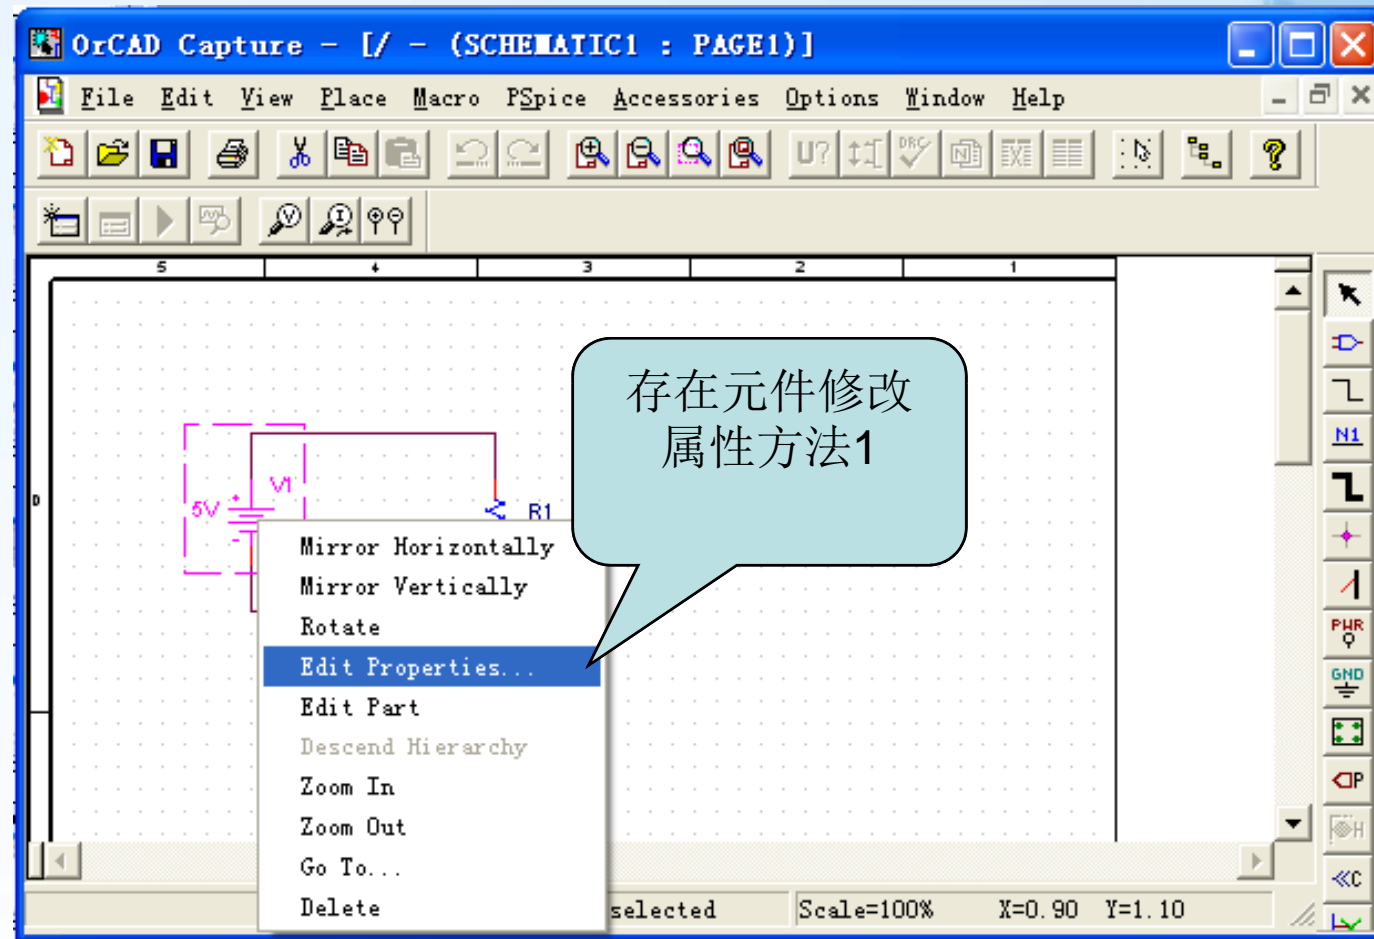 OrCAD Capture - [/ - (SCHEMATIC1 : PAGE1)]
File Edit View Place Macro PSpice Accessories Options Window Help
U? DRC
V I
5 4 3 2 1
存在元件修改
属性方法1
N1
V1
5V
R1
D
Mirror Horizontally
Mirror Vertically
Rotate
PWR
Edit Properties...
GND
Edit Part
Descend Hierarchy
Zoom In
P
Zoom Out
H
Go To...
C
Delete
selected Scale=100% X=0.90 Y=1.10